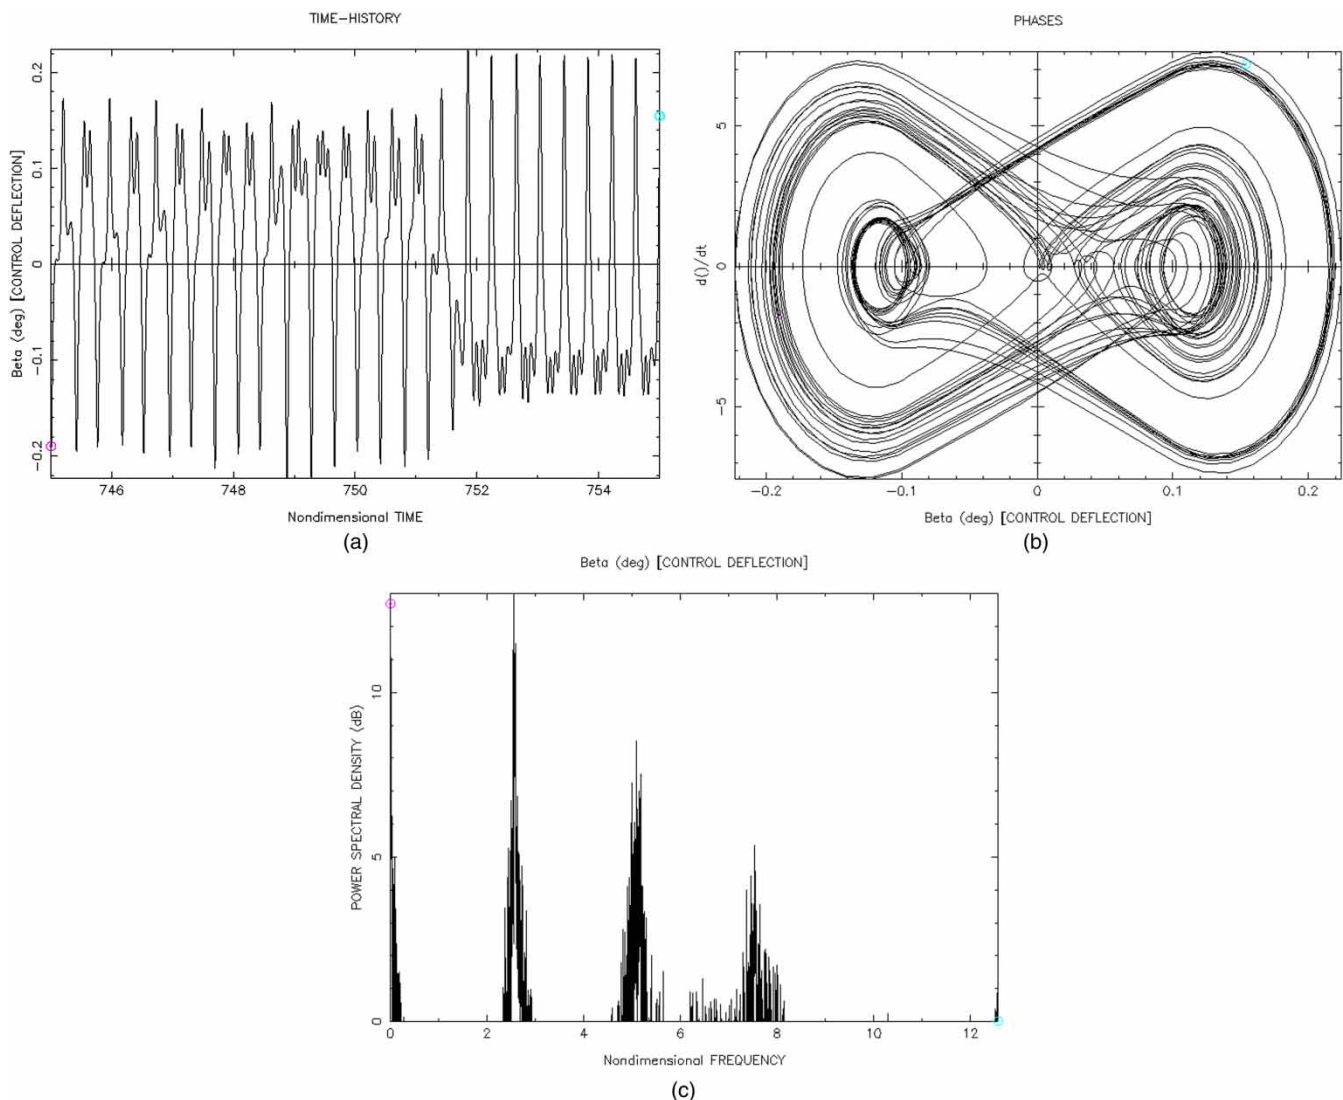 TIME-HISTORY
Beta (deg) [CONTROL DEFLECTION]
0.2
0.1
0
-0.1
-0.2
746 748 750 752 754
Nondimensional TIME
(a)
PHASES
d()/dt
5
0
-5
-0.2 -0.1 0 0.1 0.2
Beta (deg) [CONTROL DEFLECTION]
(b)
Beta (deg) [CONTROL DEFLECTION]
POWER SPECTRAL DENSITY (dB)
10
5
0
0 2 4 6 8 10 12
Nondimensional FREQUENCY
(c)